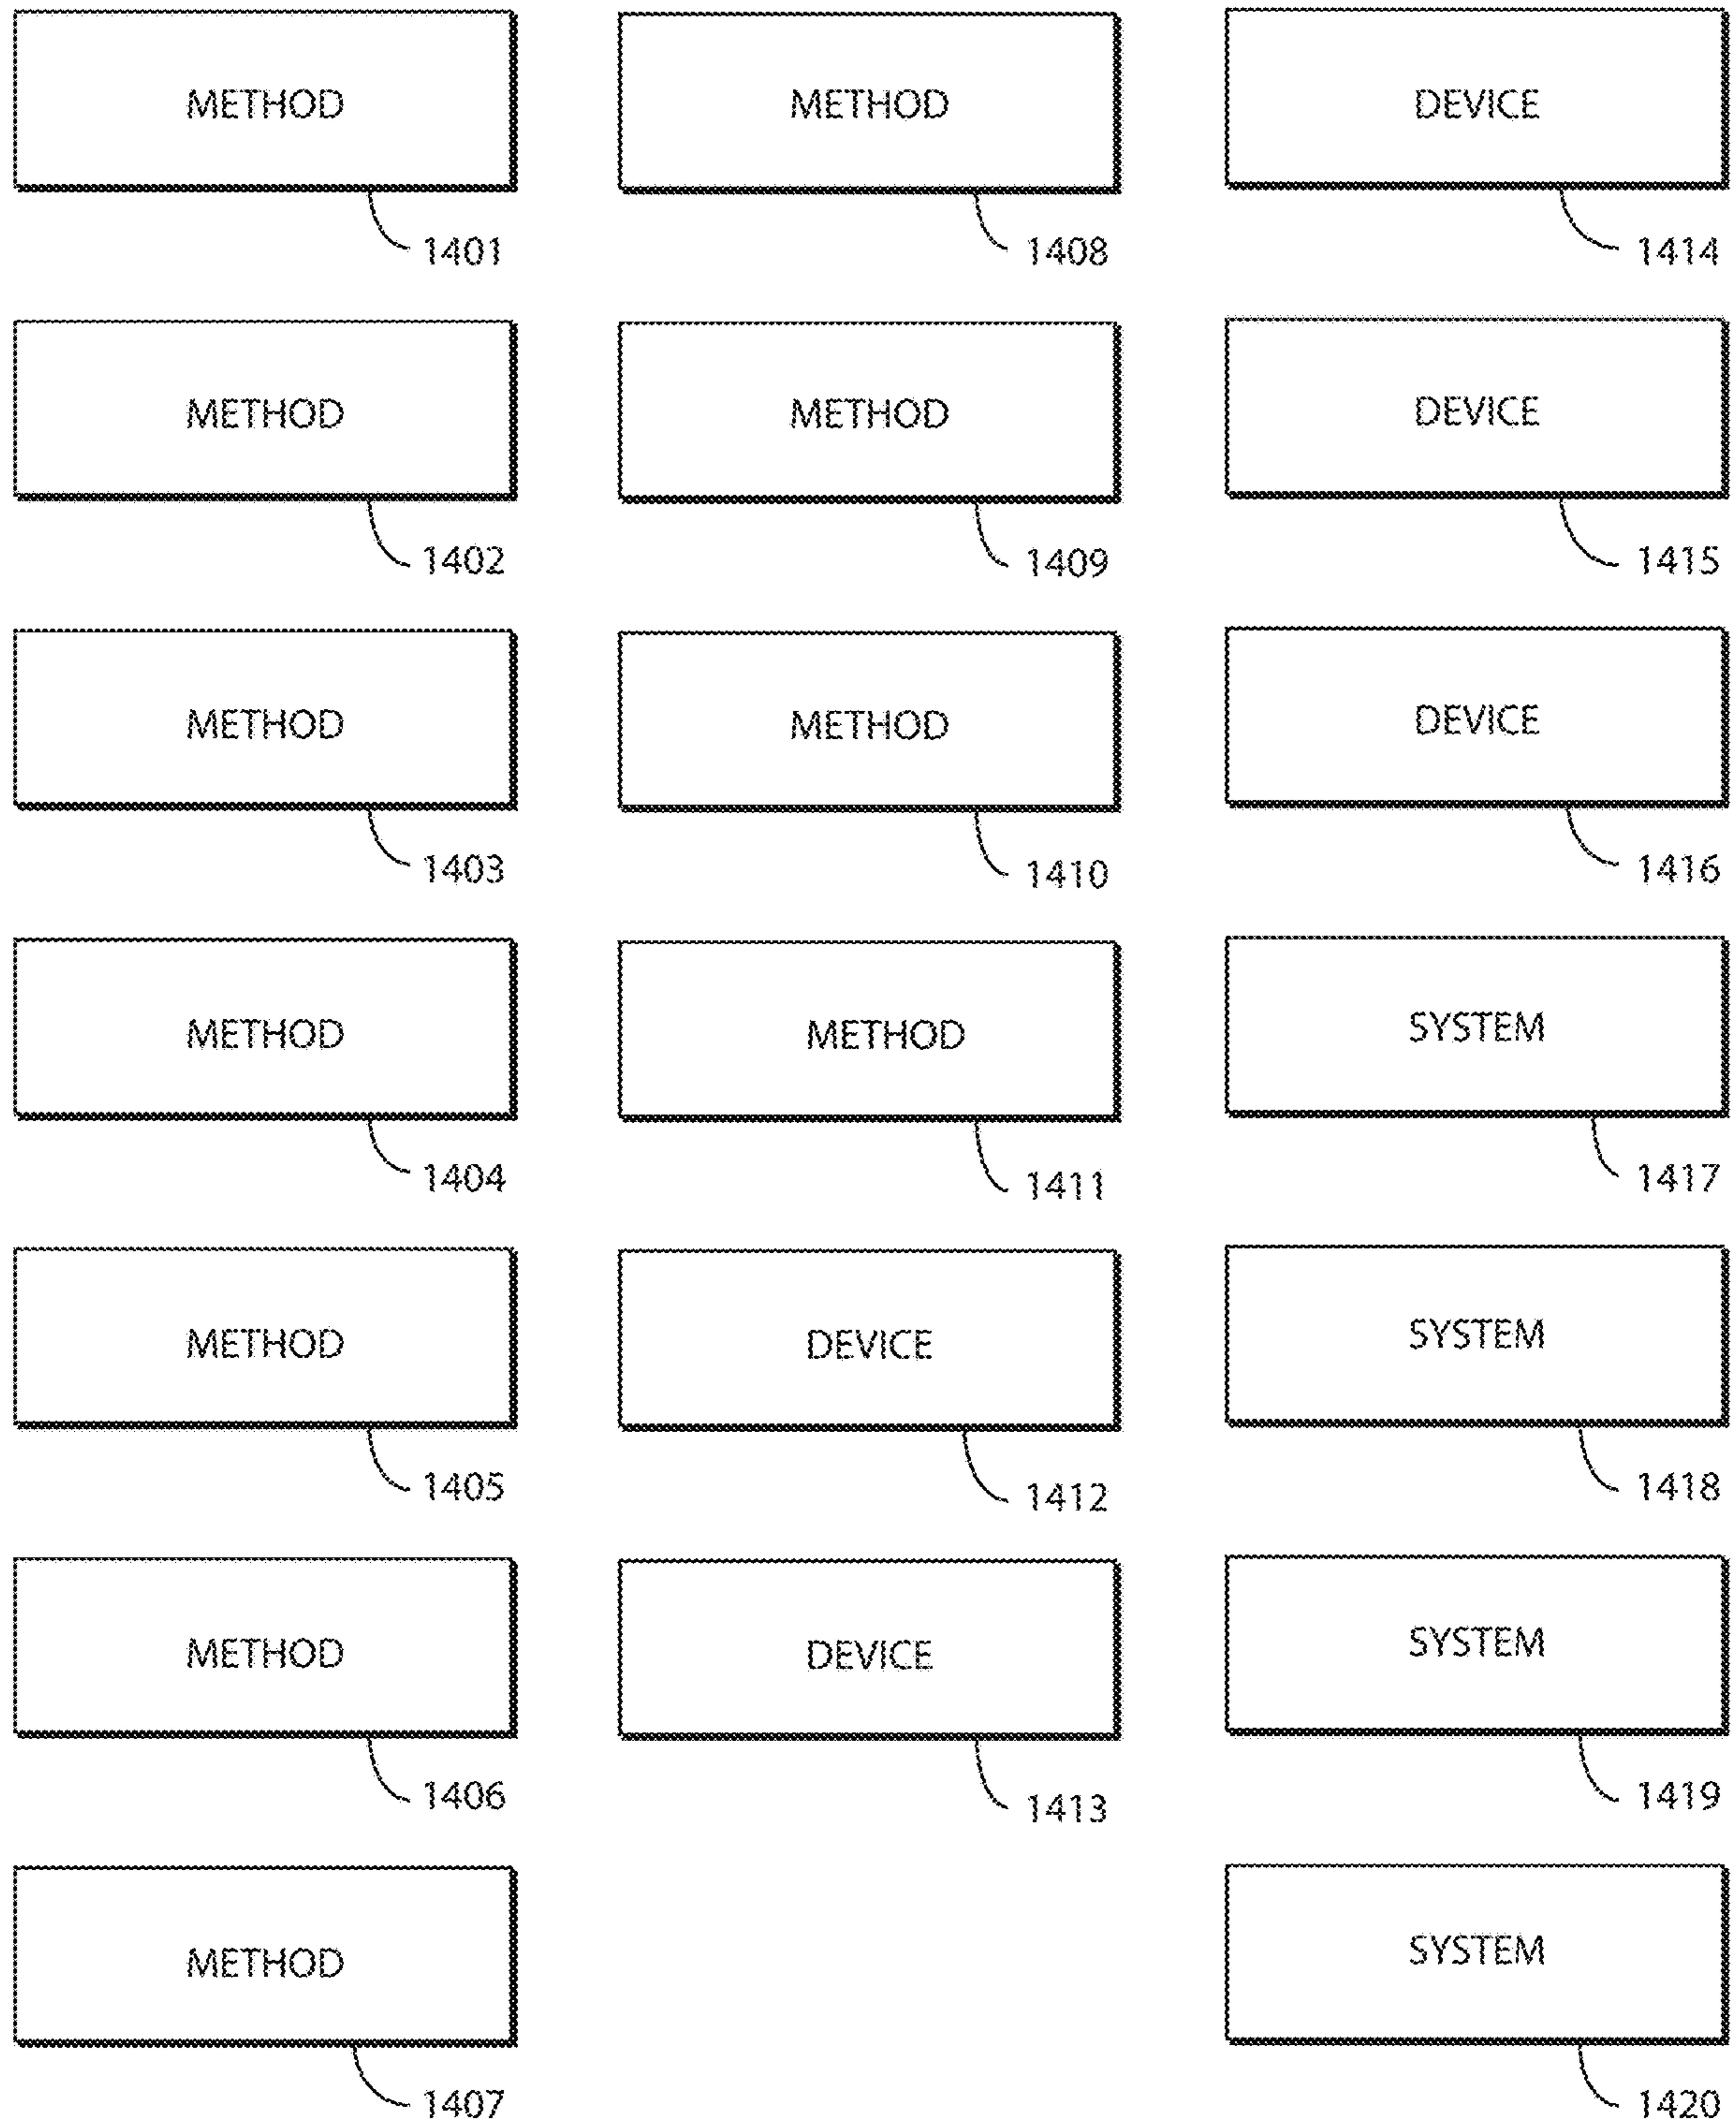 METHOD
1401
METHOD
1402
METHOD
1403
METHOD
1404
METHOD
1405
METHOD
1406
METHOD
1407
METHOD
1408
METHOD
1409
METHOD
1410
METHOD
1411
DEVICE
1412
DEVICE
1413
DEVICE
1414
DEVICE
1415
DEVICE
1416
SYSTEM
1417
SYSTEM
1418
SYSTEM
1419
SYSTEM
1420